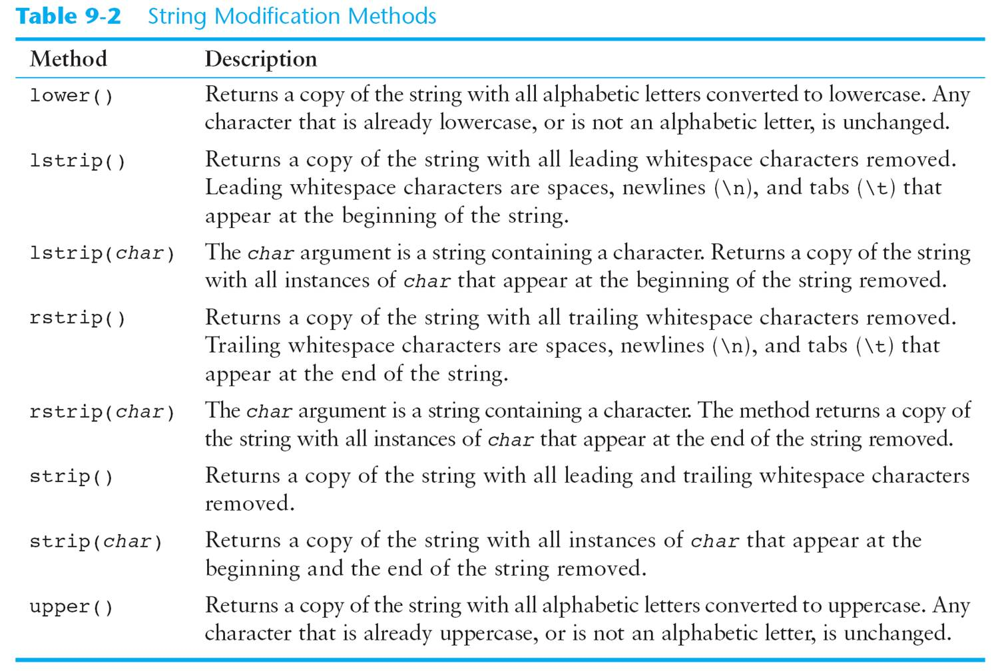 Table 9-2 String Modification Methods
Method Description
lower() Returns a copy of the string with all alphabetic letters converted to lowercase. Any
character that is already lowercase, or is not an alphabetic letter, is unchanged.
lstrip() Returns a copy of the string with all leading whitespace characters removed.
Leading whitespace characters are spaces, newlines (\n), and tabs (\t) that
appear at the beginning of the string.
lstrip(char) The char argument is a string containing a character. Returns a copy of the string
with all instances of char that appear at the beginning of the string removed.
rstrip() Returns a copy of the string with all trailing whitespace characters removed.
Trailing whitespace characters are spaces, newlines (\n), and tabs (\t) that
appear at the end of the string.
rstrip(char) The char argument is a string containing a character. The method returns a copy of
the string with all instances of char that appear at the end of the string removed.
strip() Returns a copy of the string with all leading and trailing whitespace characters
removed.
strip(char) Returns a copy of the string with all instances of char that appear at the
beginning and the end of the string removed.
upper() Returns a copy of the string with all alphabetic letters converted to uppercase. Any
character that is already uppercase, or is not an alphabetic letter, is unchanged.